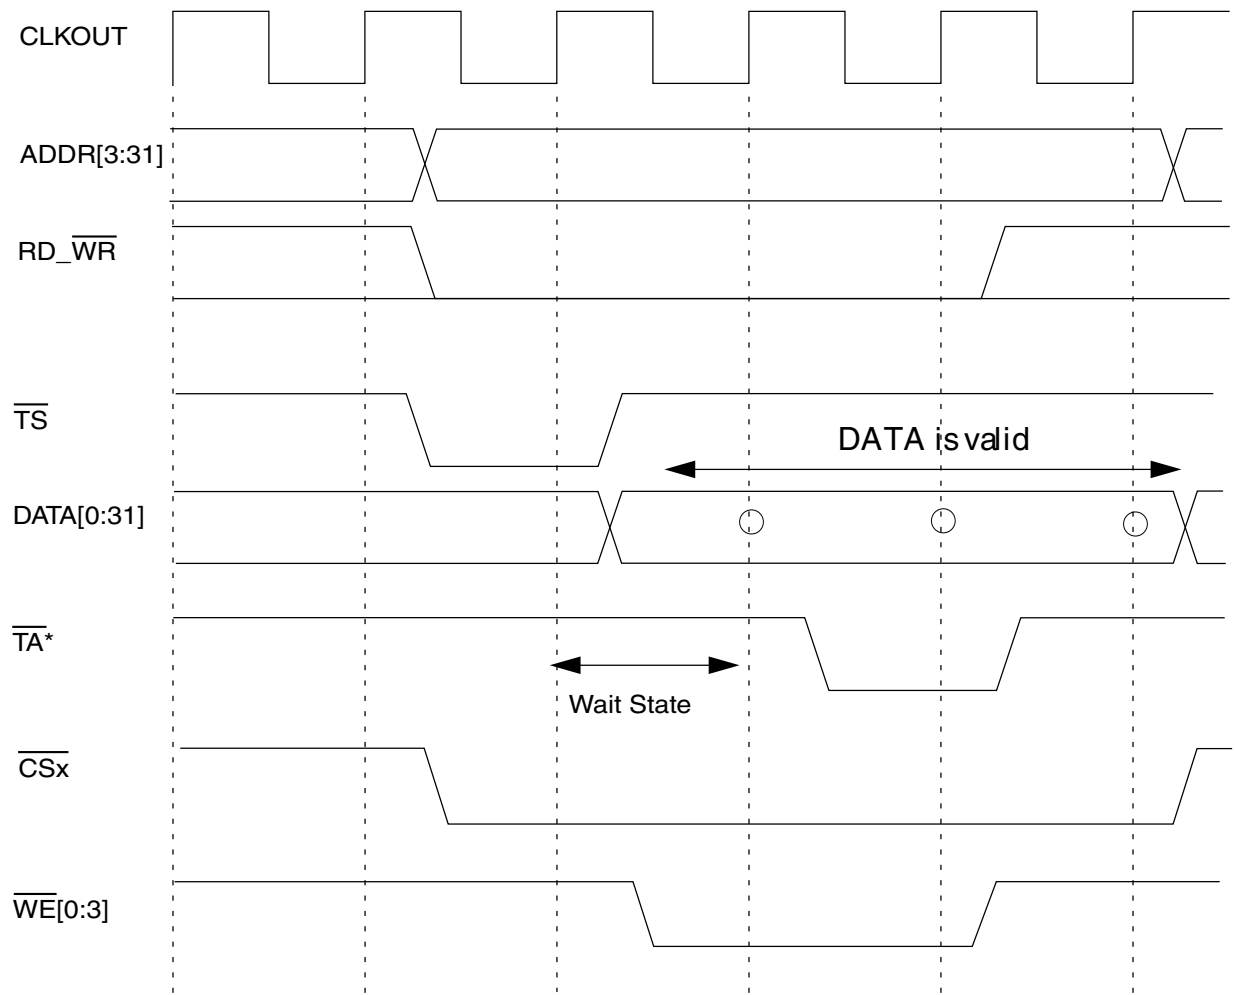 CLKOUT
ADDR[3:31]
RD_WR
TS
DATA is valid
DATA[0:31]
TA*
Wait State
CSx
WE[0:3]